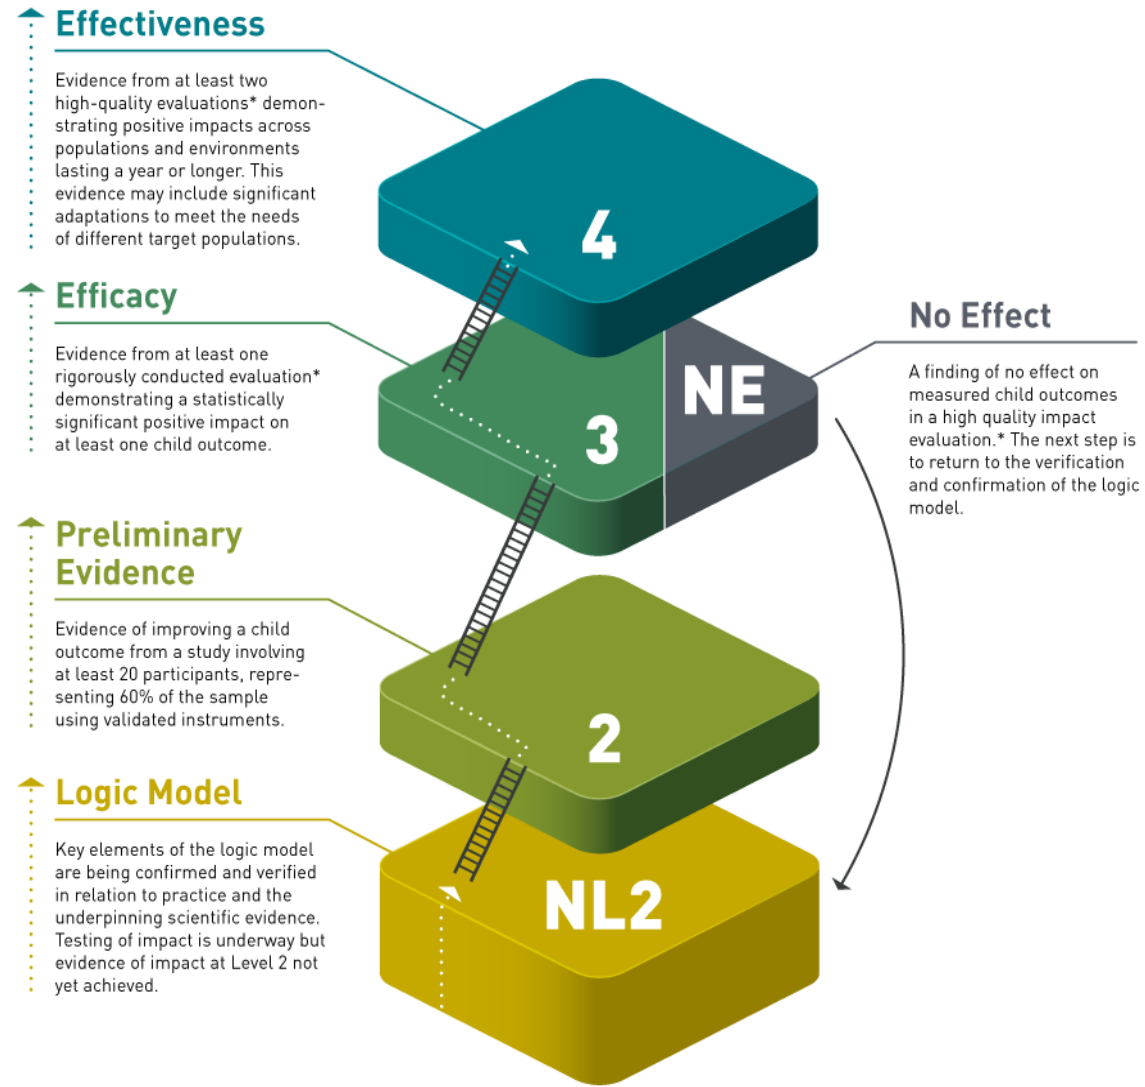 Effectiveness
Evidence from at least two
high-quality evaluations* demon-
strating positive impacts across
populations and environments
lasting a year or longer. This
evidence may include significant
adaptations to meet the needs
of different target populations.
4
Efficacy
Evidence from at least one
rigorously conducted evaluation*
demonstrating a statistically
significant positive impact on
at least one child outcome.
3
NE
No Effect
A finding of no effect on
measured child outcomes
in a high quality impact
evaluation.* The next step is
to return to the verification
and confirmation of the logic
model.
Preliminary
Evidence
Evidence of improving a child
outcome from a study involving
at least 20 participants, repre-
senting 60% of the sample
using validated instruments.
2
Logic Model
Key elements of the logic model
are being confirmed and verified
in relation to practice and the
underpinning scientific evidence.
Testing of impact is underway but
evidence of impact at Level 2 not
yet achieved.
NL2